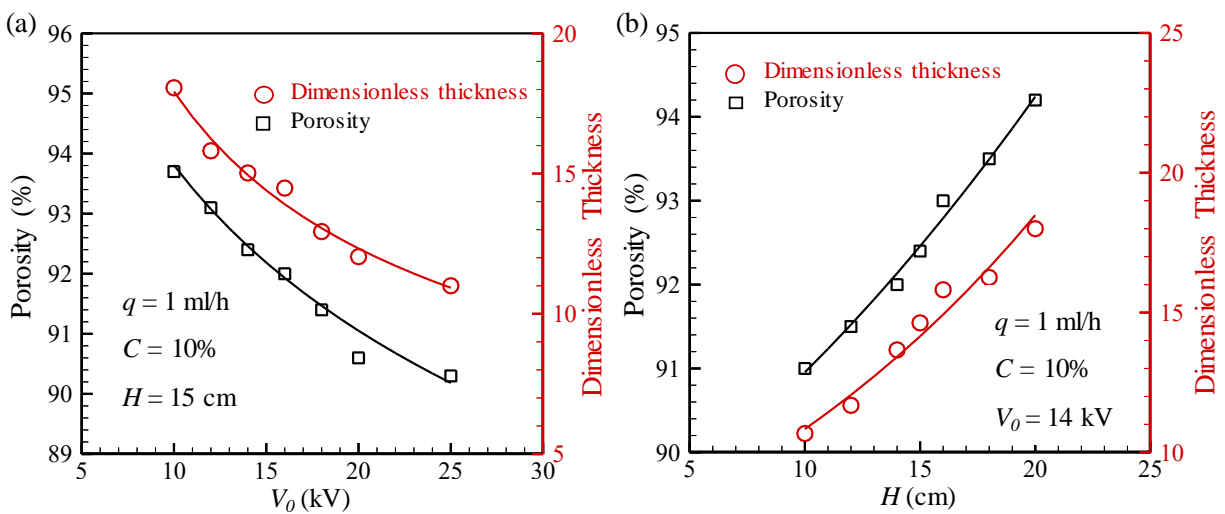 (a)
96
95
94
93
92
91
90
89
Porosity (%)
Dimensionless thickness
Porosity
q = 1 ml/h
C = 10%
H = 15 cm
5
10
15
20
25
30
V0 (kV)
20
15
10
5
Dimensionless Thickness
(b)
95
94
93
92
91
90
Porosity (%)
Dimensionless thickness
Porosity
q = 1 ml/h
C = 10%
V0 = 14 kV
5
10
15
20
25
H (cm)
25
20
15
10
Dimensionless Thickness